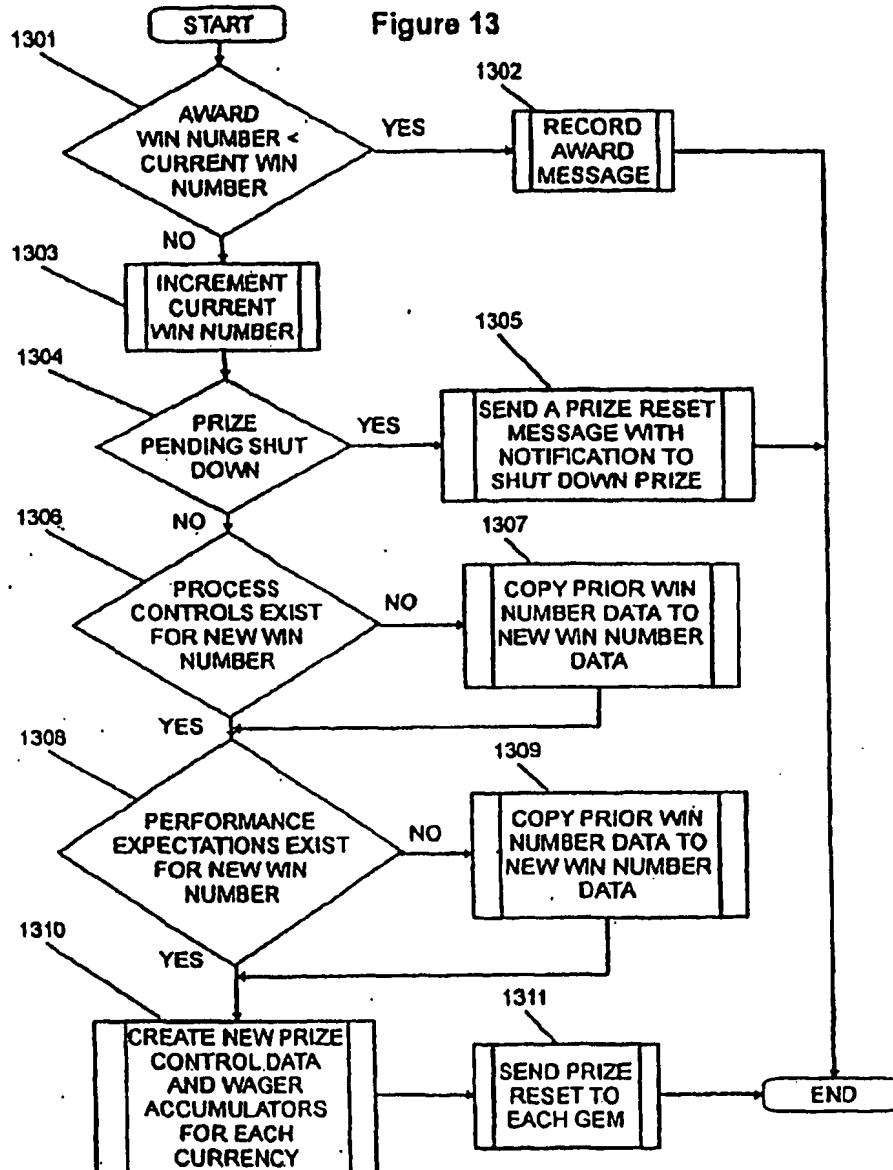 START
Figure 13
1301
1302
AWARD
WIN NUMBER <
CURRENT WIN
NUMBER
YES
RECORD
AWARD
MESSAGE
NO
1303
INCREMENT
CURRENT
WIN NUMBER
1304
1305
PRIZE
PENDING SHUT
DOWN
YES
SEND A PRIZE RESET
MESSAGE WITH
NOTIFICATION TO
SHUT DOWN PRIZE
NO
1306
1307
PROCESS
CONTROLS EXIST
FOR NEW WIN
NUMBER
NO
COPY PRIOR WIN
NUMBER DATA TO
NEW WIN NUMBER
DATA
YES
1308
1309
PERFORMANCE
EXPECTATIONS EXIST
FOR NEW WIN
NUMBER
NO
COPY PRIOR WIN
NUMBER DATA TO
NEW WIN NUMBER
DATA
YES
1310
1311
CREATE NEW PRIZE
CONTROL DATA
AND WAGER
ACCUMULATORS
FOR EACH
CURRENCY
SEND PRIZE
RESET TO
EACH GEM
END